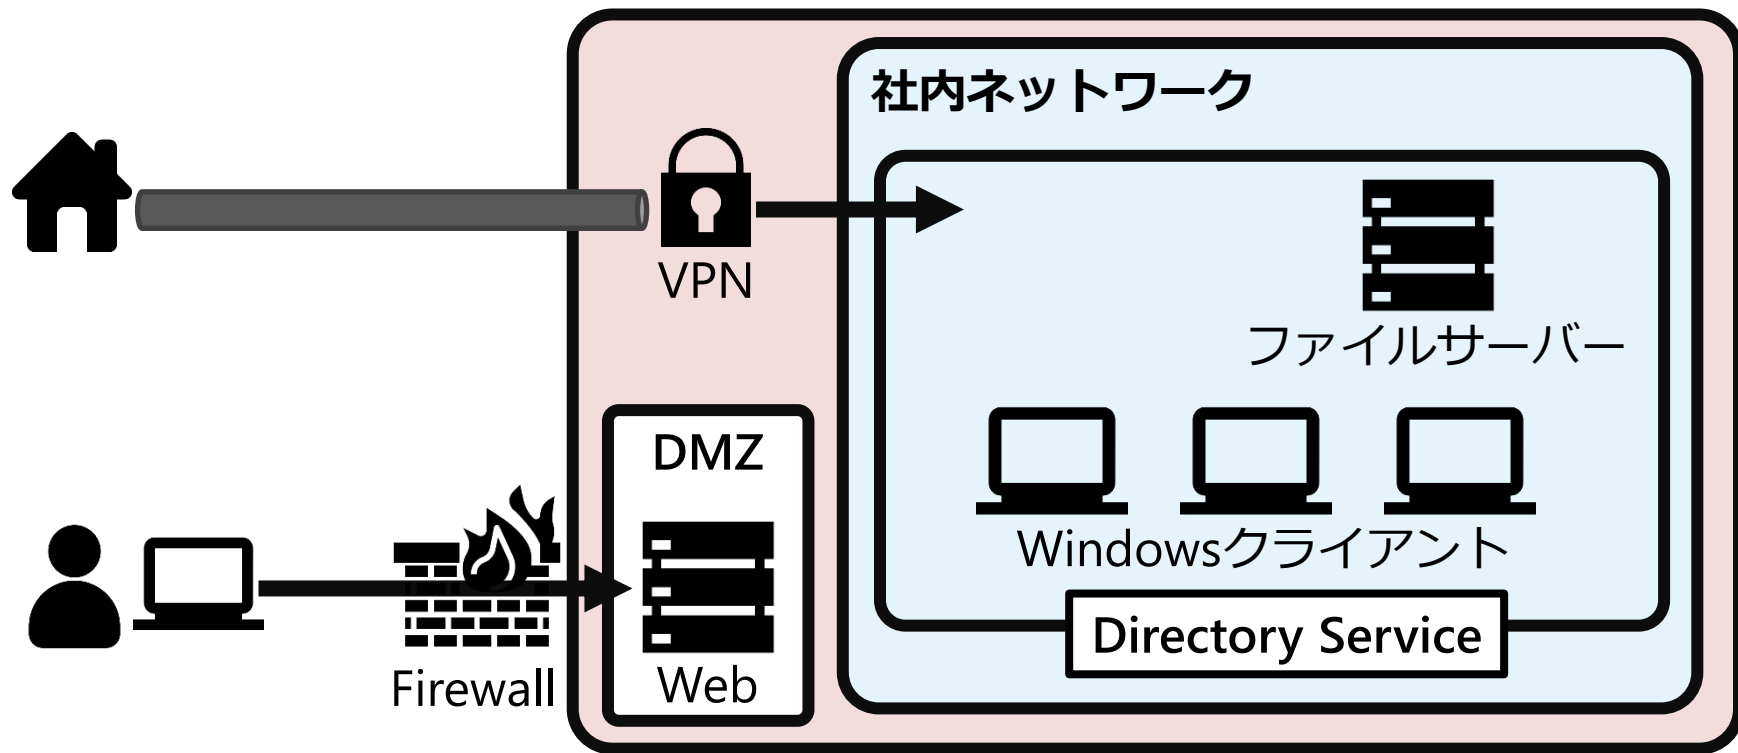 社内ネットワーク
VPN
ファイルサーバー
DMZ
Windowsクライアント
Directory Service
Firewall
Web